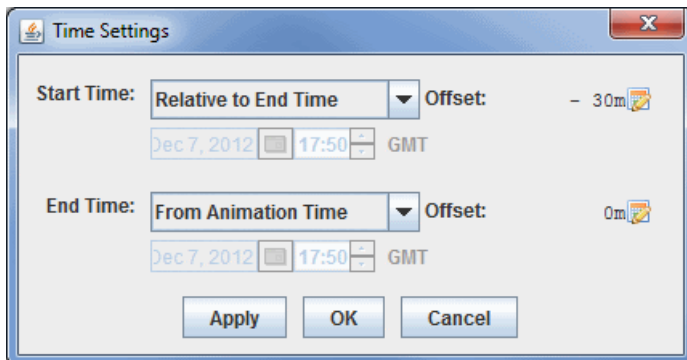 Time Settings
Start Time: Relative to End Time Offset: - 30m
Dec 7, 2012 17:50 GMT
End Time: From Animation Time Offset: 0m
Dec 7, 2012 17:50 GMT
Apply OK Cancel